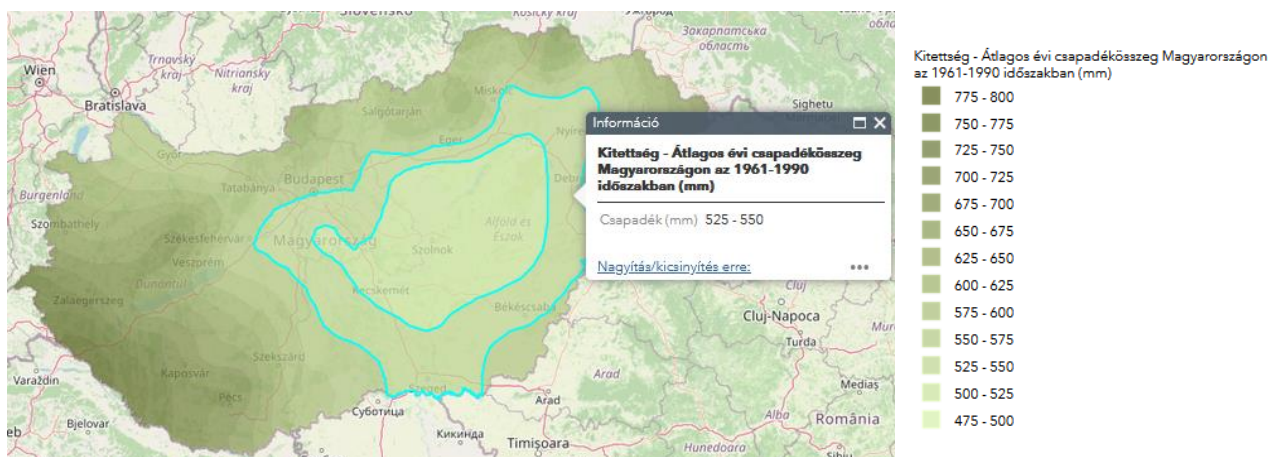 Slovensko
Košický kraj
Ужгород
Закарпатська
область
Wien
Trnavský
kraj
Nitriansky
kraj
Bratislava
Salgótarján
Miskolc
Sighetu
Győr
Eger
Nyíre
Tatabánya
Budapest
Debre
Burgenland
Szombathely
Székesfehérvár
Magyarország
Alföld és
Észak
Szolnok
Veszprém
Dunántúl
Kecskemét
Zalaegerszeg
Békéscsaba
Cluj
Cluj-Napoca
Mur
Turda
Szekszárd
Kaposvár
Varaždin
Pécs
Szeged
Arad
Mediaș
Суботица
Arad
Alba
România
eb
Bjelovar
Кикинда
Timișoara
Hunedoara
Sibiu
Információ
Kitettség - Átlagos évi csapadékösszeg
Magyarországon az 1961-1990
időszakban (mm)
Csapadék (mm) 525 - 550
Nagyítás/kicsinyítés erre:
Kitettség - Átlagos évi csapadékösszeg Magyarországon
az 1961-1990 időszakban (mm)
775 - 800
750 - 775
725 - 750
700 - 725
675 - 700
650 - 675
625 - 650
600 - 625
575 - 600
550 - 575
525 - 550
500 - 525
475 - 500